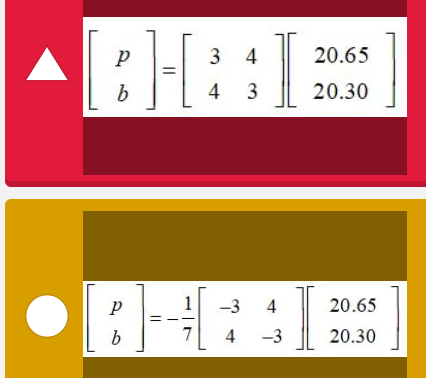 [ p b ] = [ 3 4 4 3 ] [ 20.65 20.30 ]
[ p b ] = - 1/7 [ -3 4 4 -3 ] [ 20.65 20.30 ]